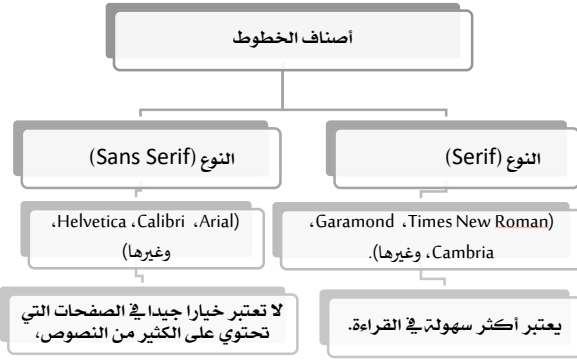 أصناف الخطوط
النوع (Serif)
النوع (Sans Serif)
(Garamond ،Times New Roman،
Cambria، وغيرها).
(Helvetica ،Calibri ،Arial،
وغيرها)
يعتبر أكثر سهولة في القراءة.
لا تعتبر خيارا جيدا في الصفحات التي
تحتوي على الكثير من النصوص،